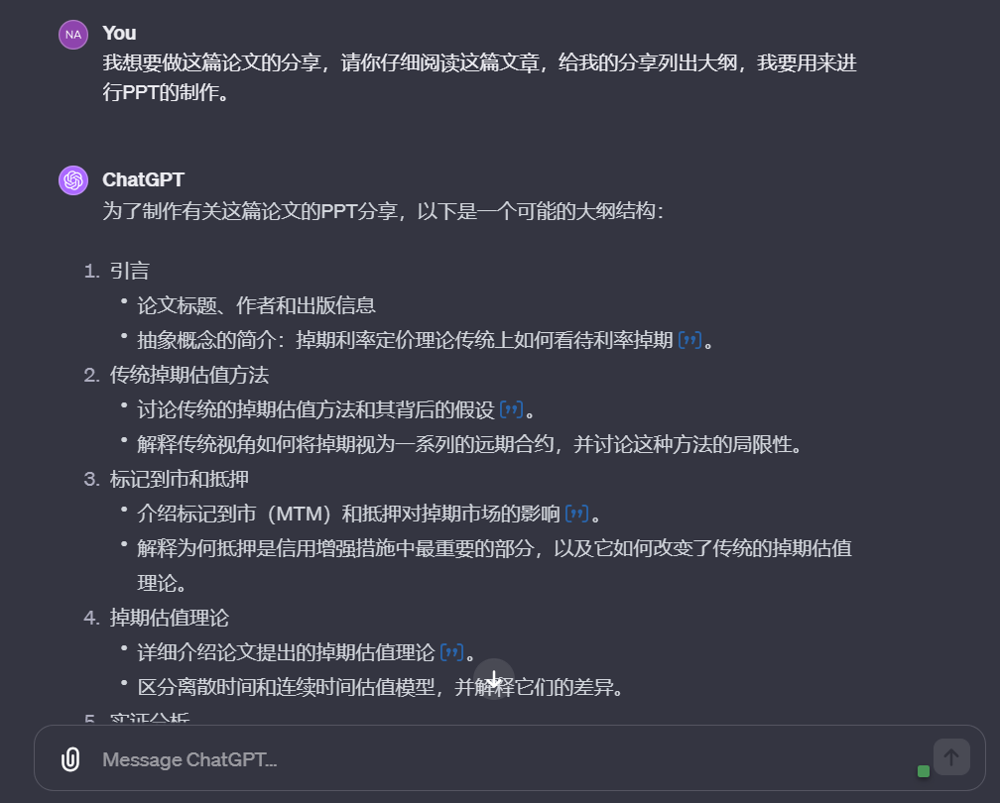 NA
You
我想要做这篇论文的分享，请你仔细阅读这篇文章，给我的分享列出大纲，我要用来进
行PPT的制作。
ChatGPT
为了制作有关这篇论文的PPT分享，以下是一个可能的大纲结构：
1. 引言
• 论文标题、作者和出版信息
• 抽象概念的简介：掉期利率定价理论传统上如何看待利率掉期 [”]。
2. 传统掉期估值方法
• 讨论传统的掉期估值方法和其背后的假设 [”]。
• 解释传统视角如何将掉期视为一系列的远期合约，并讨论这种方法的局限性。
3. 标记到市和抵押
• 介绍标记到市（MTM）和抵押对掉期市场的影响 [”]。
• 解释为何抵押是信用增强措施中最重要的部分，以及它如何改变了传统的掉期估值
理论。
4. 掉期估值理论
• 详细介绍论文提出的掉期估值理论 [”]。
• 区分离散时间和连续时间估值模型，并解释它们的差异。
5. 实证分析
Message ChatGPT...